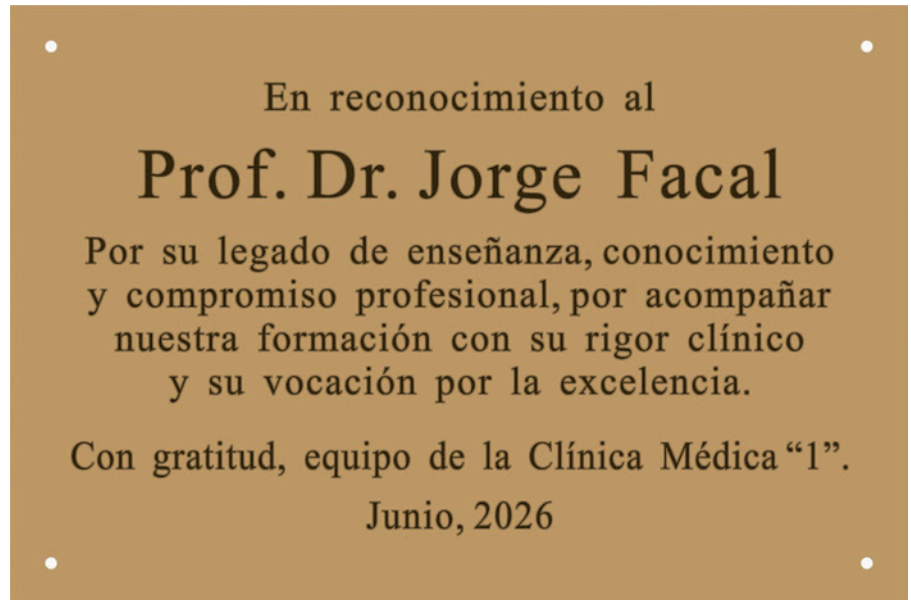 En reconocimiento al
Prof. Dr. Jorge Facal
Por su legado de enseñanza, conocimiento
y compromiso profesional, por acompañar
nuestra formación con su rigor clínico
y su vocación por la excelencia.
Con gratitud, equipo de la Clínica Médica “1”.
Junio, 2026